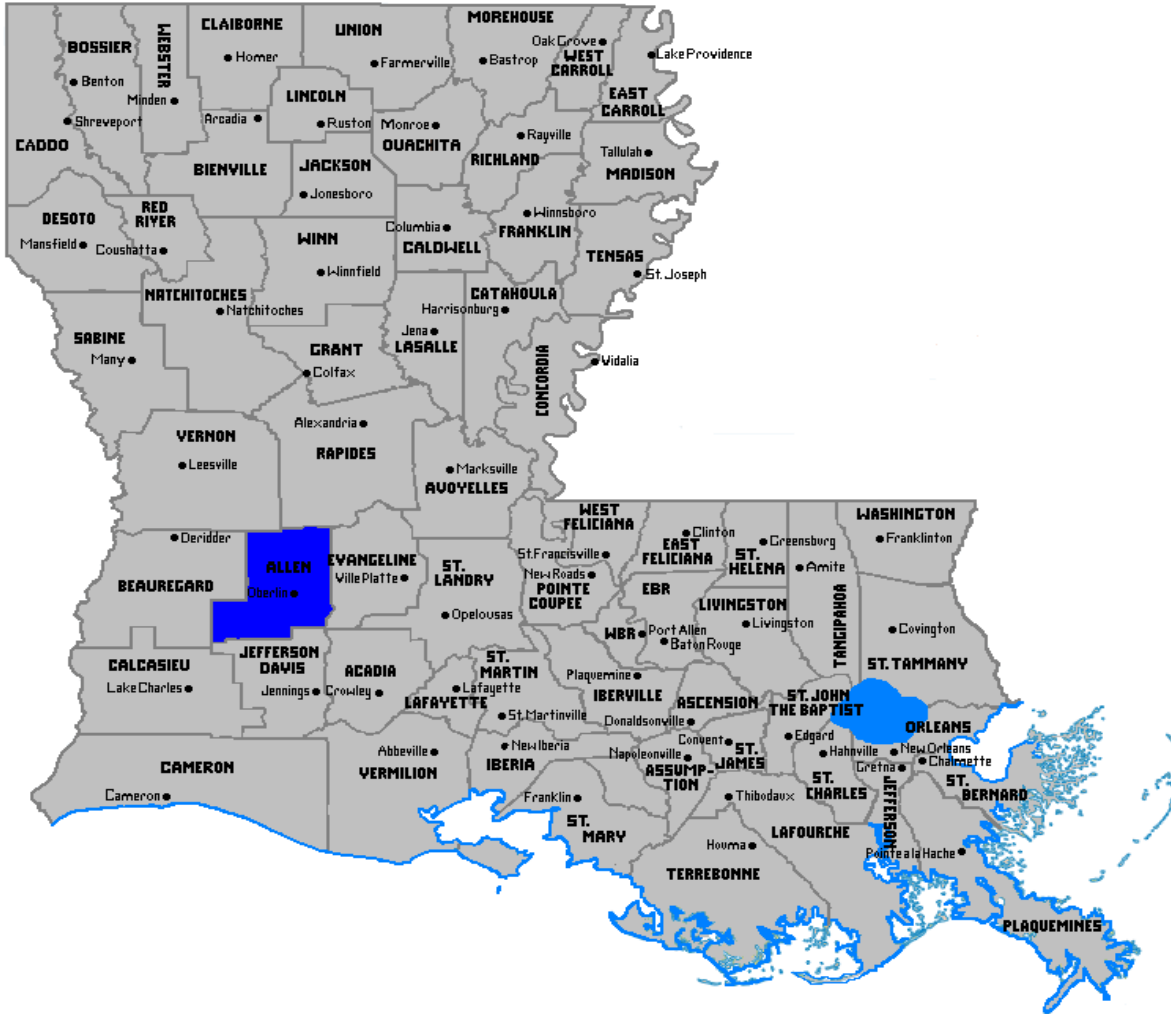 CLAIBORNE
UNION
MOREHOUSE
BOSSIER
WEBSTER
Homer
Farmerville
Bastrop
Oak Grove
WEST
CARROLL
Lake Providence
Benton
Minden
LINCOLN
EAST
CARROLL
Shreveport
Arcadia
Ruston
Monroe
OUACHITA
Rayville
CADDO
BIENVILLE
JACKSON
RICHLAND
Tallulah
MADISON
Jonesboro
DESOTO
RED
RIVER
Winnsboro
FRANKLIN
Mansfield
Coushatta
WINN
Columbia
CALDWELL
TENSAS
Winnfield
St. Joseph
NATCHITOCHES
Natchitoches
CATAHOULA
Harrisonburg
SABINE
Many
GRANT
Colfax
Jena
LASALLE
CONCORDIA
Vidalia
VERNON
Leesville
Alexandria
RAPIDES
Marksville
AVOYELLES
WEST
FELICIANA
WASHINGTON
Deridder
Clinton
EAST
FELICIANA
Greensburg
ST.
HELENA
Franklinton
BEAUREGARD
ALLEN
Oberlin
EVANGELINE
Ville Platte
ST.
LANDRY
St. Francisville
New Roads
POINTE
COUPEE
Amite
EBR
LIVINGSTON
Livingston
TANGIPAHOA
Opelousas
WBR
Port Allen
Baton Rouge
Covington
ST. TAMMANY
CALCASIEU
Lake Charles
JEFFERSON
DAVIS
Jennings
ACADIA
Crowley
LAFAYETTE
Lafayette
ST.
MARTIN
St. Martinville
Plaquemine
IBERVILLE
ASCENSION
Donaldsonville
ST. JOHN
THE BAPTIST
ORLEANS
CAMERON
Cameron
Abbeville
VERMILION
New Iberia
IBERIA
Napoleonville
ASSUMP-
TION
Convent
ST.
JAMES
Edgard
Hahnville
New Orleans
Chalmette
Gretna
ST.
CHARLES
JEFFERSON
ST.
BERNARD
Franklin
ST.
MARY
Thibodaux
LAFOURCHE
Houma
TERREBONNE
Pointe a la Hache
PLAQUEMINES